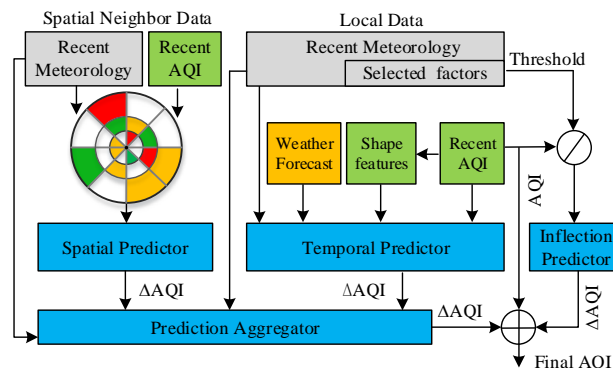 Spatial Neighbor Data
Local Data
Recent
Meteorology
Recent
AQI
Recent Meteorology
Selected factors
Threshold
Weather
Forecast
Shape
features
Recent
AQI
AQI
Spatial Predictor
Temporal Predictor
Inflection
Predictor
ΔAQI
ΔAQI
ΔAQI
ΔAQI
Prediction Aggregator
Final AQI